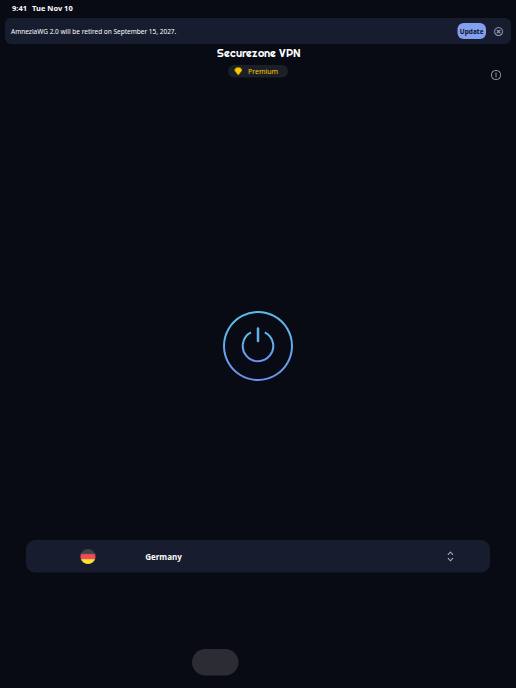 9:41 Tue Nov 10
AmneziaWG 2.0 will be retired on September 15, 2027.
Update
Securezone VPN
Premium
Germany